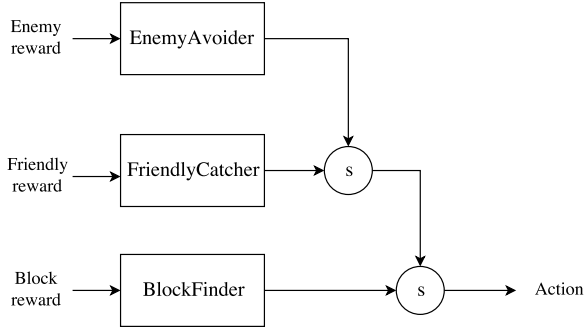 Enemy
reward
EnemyAvoider
Friendly
reward
FriendlyCatcher
s
Block
reward
BlockFinder
s
Action